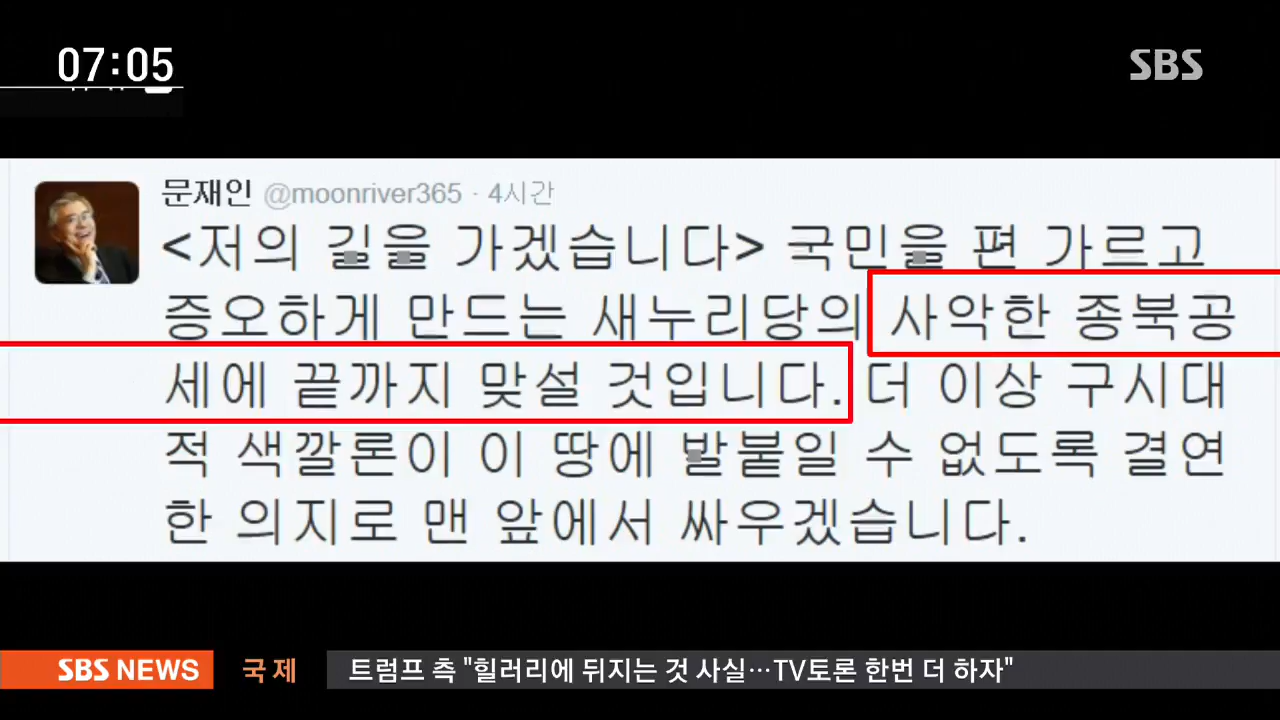 07:05
SBS
문재인 @moonriver365 · 4시간
<저의 길을 가겠습니다> 국민을 편 가르고
증오하게 만드는 새누리당의 사악한 종북공
세에 끝까지 맞설 것입니다. 더 이상 구시대
적 색깔론이 이 땅에 발붙일 수 없도록 결연
한 의지로 맨 앞에서 싸우겠습니다.
SBS NEWS 국제 트럼프 측 "힐러리에 뒤지는 것 사실…TV토론 한번 더 하자"